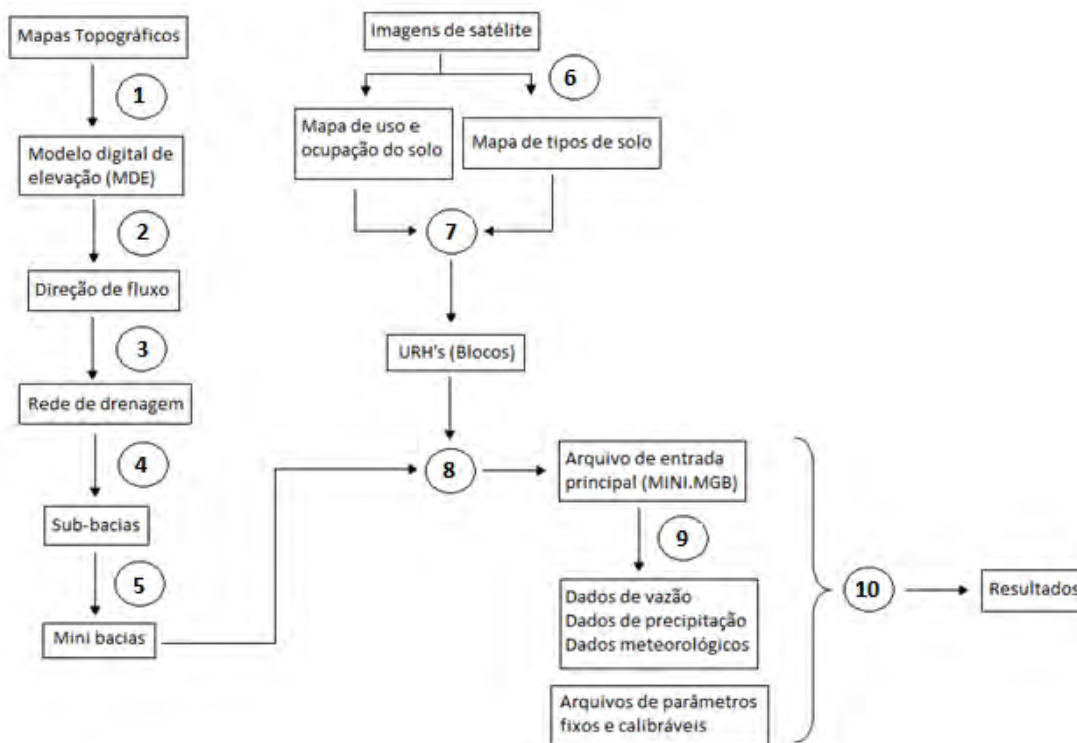 Mapas Topográficos
1
Modelo digital de
elevação (MDE)
2
Direção de fluxo
3
Rede de drenagem
4
Sub-bacias
5
Mini bacias
Imagens de satélite
6
Mapa de uso e
ocupação do solo
Mapa de tipos de solo
7
URH's (Blocos)
8
Arquivo de entrada
principal (MINI.MGB)
9
Dados de vazão
Dados de precipitação
Dados meteorológicos
Arquivos de parâmetros
fixos e calibráveis
10
Resultados